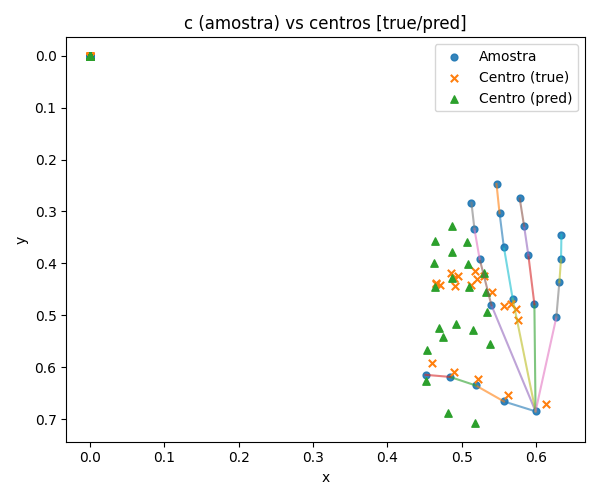 c (amostra) vs centros [true/pred]
Amostra
Centro (true)
Centro (pred)
y
0.0
0.1
0.2
0.3
0.4
0.5
0.6
0.7
0.0 0.1 0.2 0.3 0.4 0.5 0.6
x